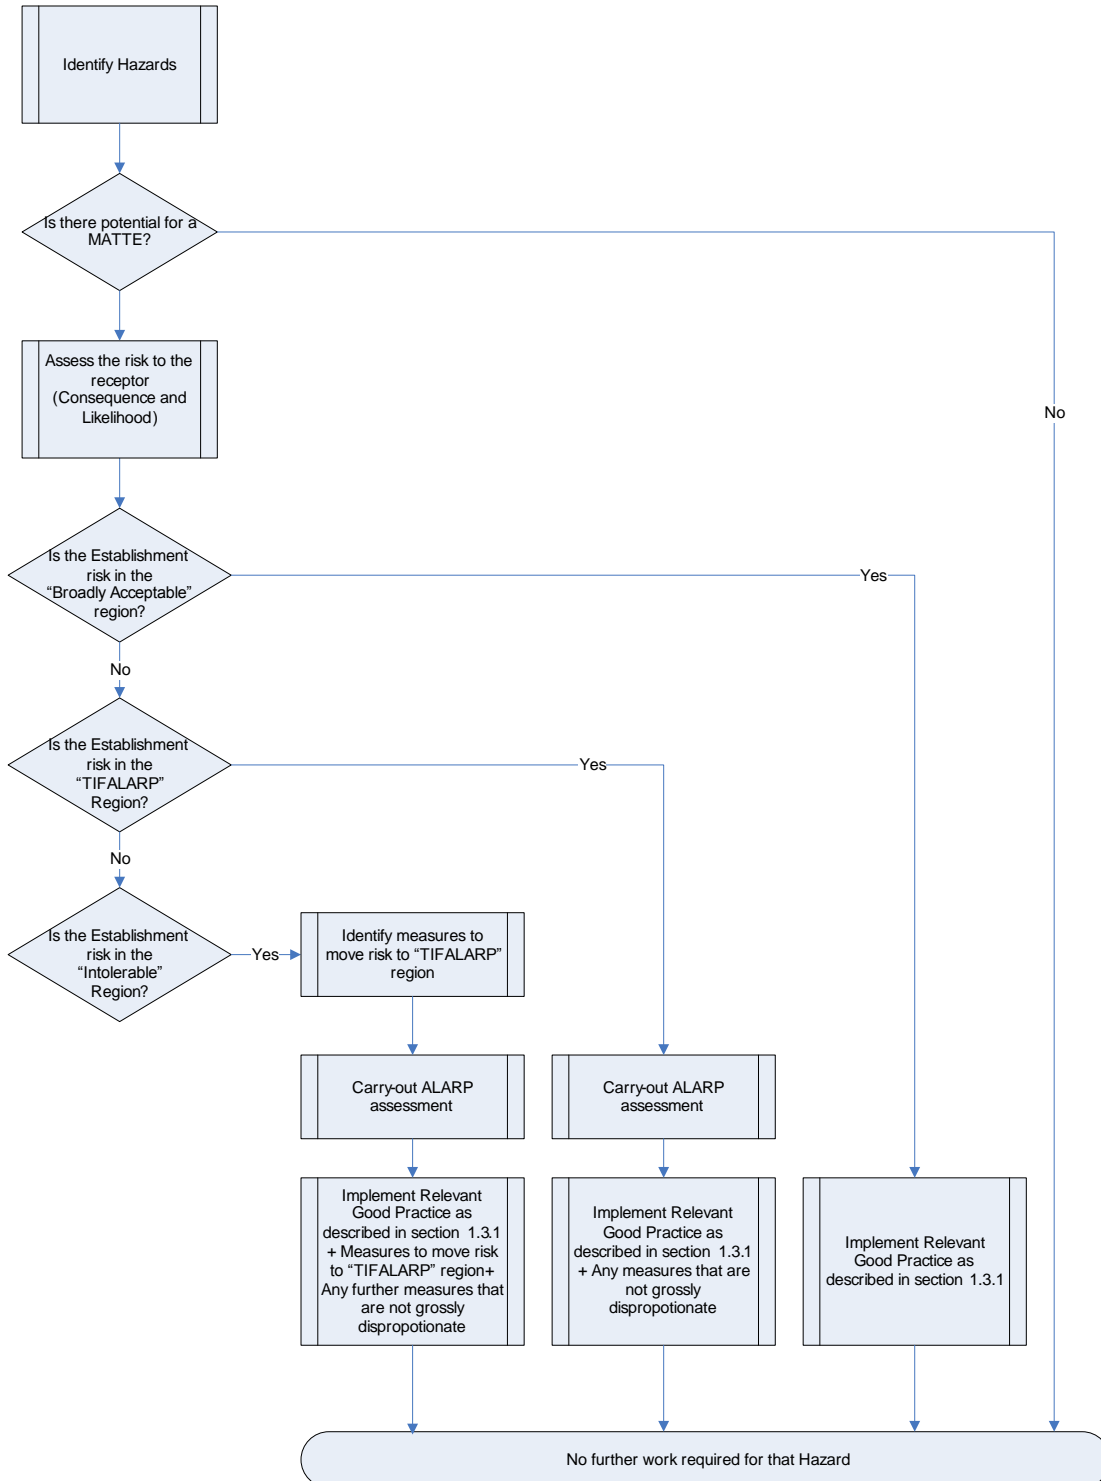 Identify Hazards
Is there potential for a
MATTE?
No
Assess the risk to the
receptor
(Consequence and
Likelihood)
Is the Establishment
risk in the
“Broadly Acceptable”
region?
Yes
No
Is the Establishment
risk in the
“TIFALARP”
Region?
Yes
No
Is the Establishment
risk in the
“Intolerable”
Region?
Yes
Identify measures to
move risk to “TIFALARP”
region
Carry-out ALARP
assessment
Carry-out ALARP
assessment
Implement Relevant
Good Practice as
described in section 1.3.1
+ Measures to move risk
to “TIFALARP” region+
Any further measures that
are not grossly
dispropotionate
Implement Relevant
Good Practice as
described in section 1.3.1
+ Any measures that are
not grossly
dispropotionate
Implement Relevant
Good Practice as
described in section 1.3.1
No further work required for that Hazard